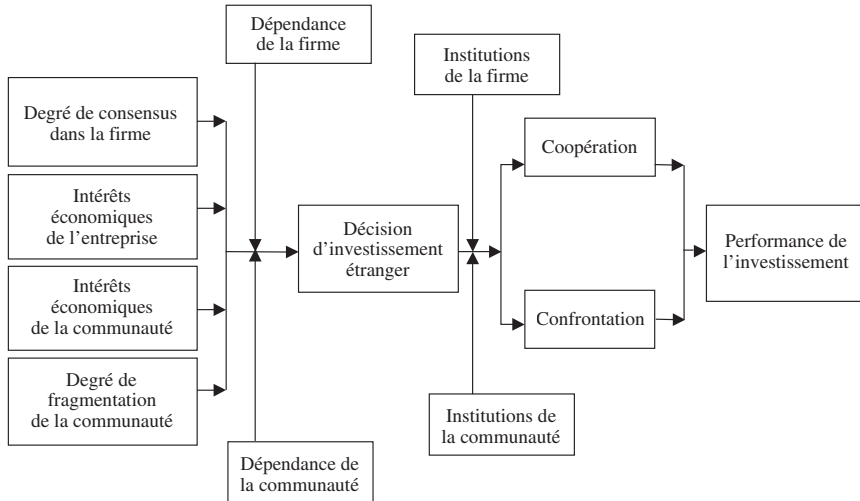 Dépendance
de la firme
Institutions
de la firme
Degré de consensus
dans la firme
Coopération
Intérêts
économiques
de l’entreprise
Décision
d’investissement
étranger
Performance de
l’investissement
Intérêts
économiques
de la communauté
Confrontation
Degré de
fragmentation
de la communauté
Institutions de
la communauté
Dépendance de
la communauté